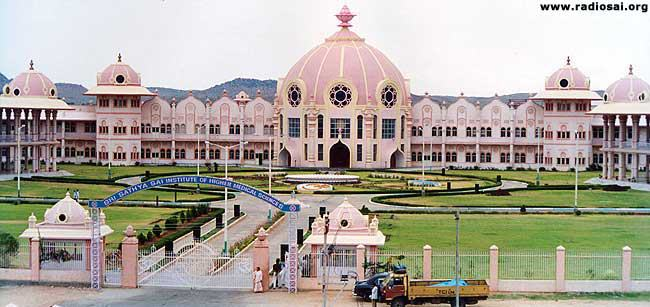 www.radiosai.org
SRI SATHYA SAI INSTITUTE OF HIGHER MEDICAL SCIENCES